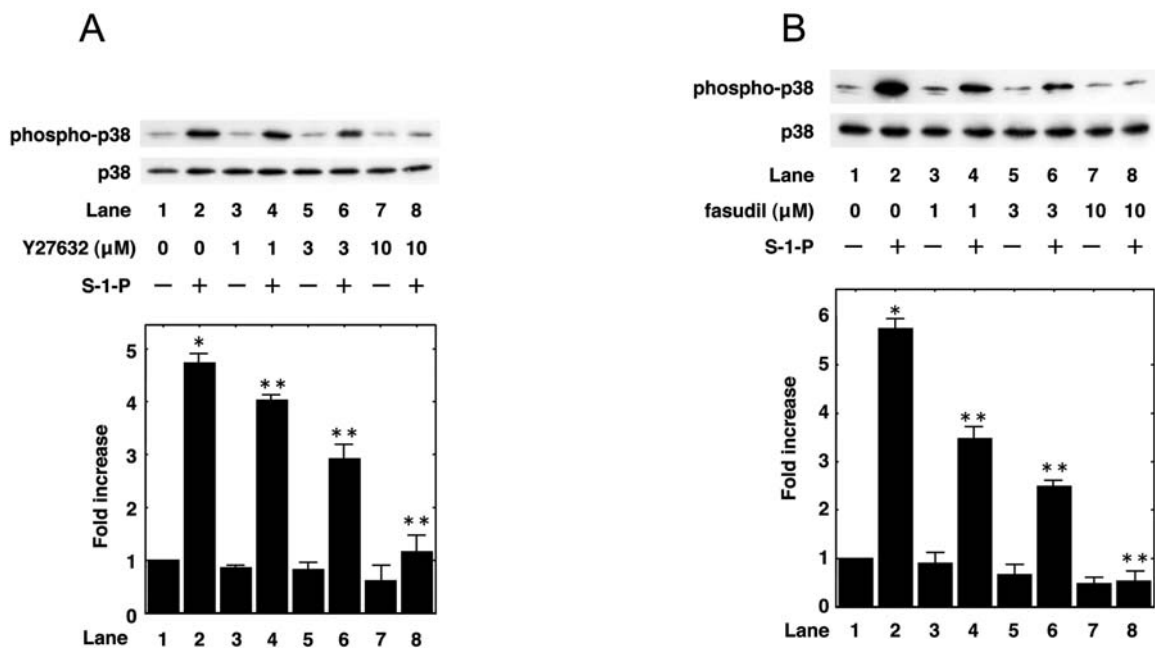 A
phospho-p38
p38
Lane 1 2 3 4 5 6 7 8
Y27632 (μM) 0 0 1 1 3 3 10 10
S-1-P − + − + − + − +
Fold increase
5
4
3
2
1
0
* ** ** **
Lane 1 2 3 4 5 6 7 8
B
phospho-p38
p38
Lane 1 2 3 4 5 6 7 8
fasudil (μM) 0 0 1 1 3 3 10 10
S-1-P − + − + − + − +
Fold increase
6
5
4
3
2
1
0
* ** ** **
Lane 1 2 3 4 5 6 7 8